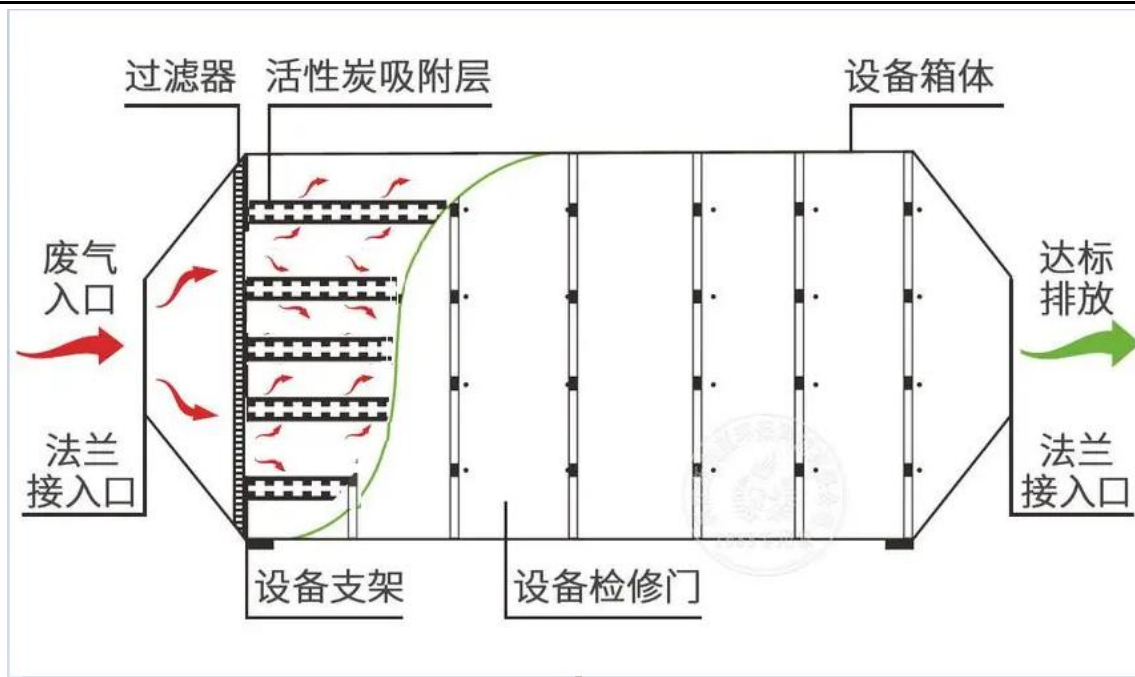 过滤器
活性炭吸附层
设备箱体
废气
入口
达标
排放
法兰
接入口
法兰
接入口
设备支架
设备检修门